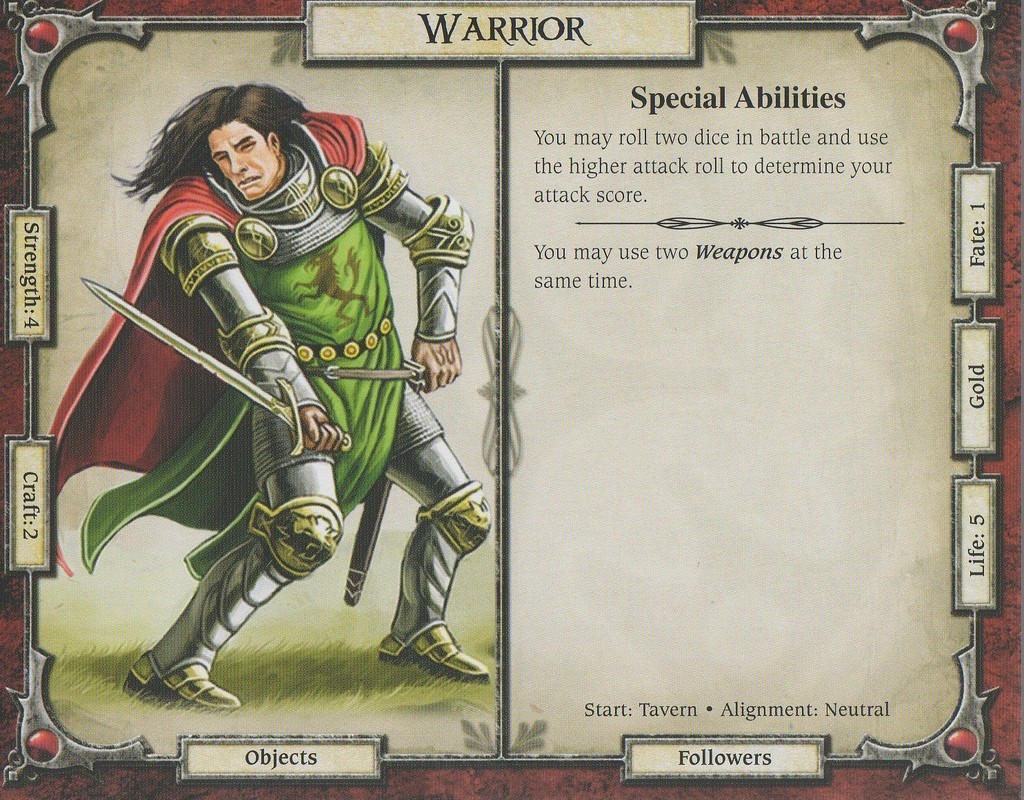 WARRIOR
Special Abilities
You may roll two dice in battle and use
the higher attack roll to determine your
attack score.
You may use two Weapons at the
same time.
Start: Tavern • Alignment: Neutral
Strength: 4
Craft: 2
Fate: 1
Gold
Life: 5
Objects
Followers